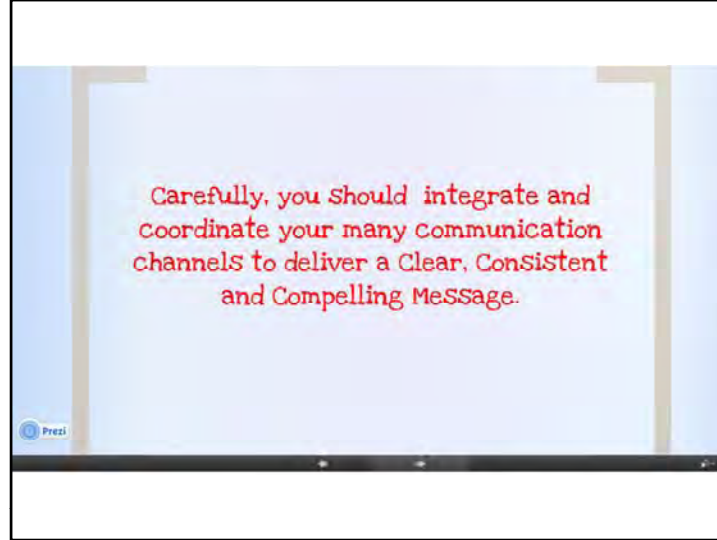 Carefully, you should integrate and
coordinate your many communication
channels to deliver a Clear, Consistent
and Compelling Message.
Prezi